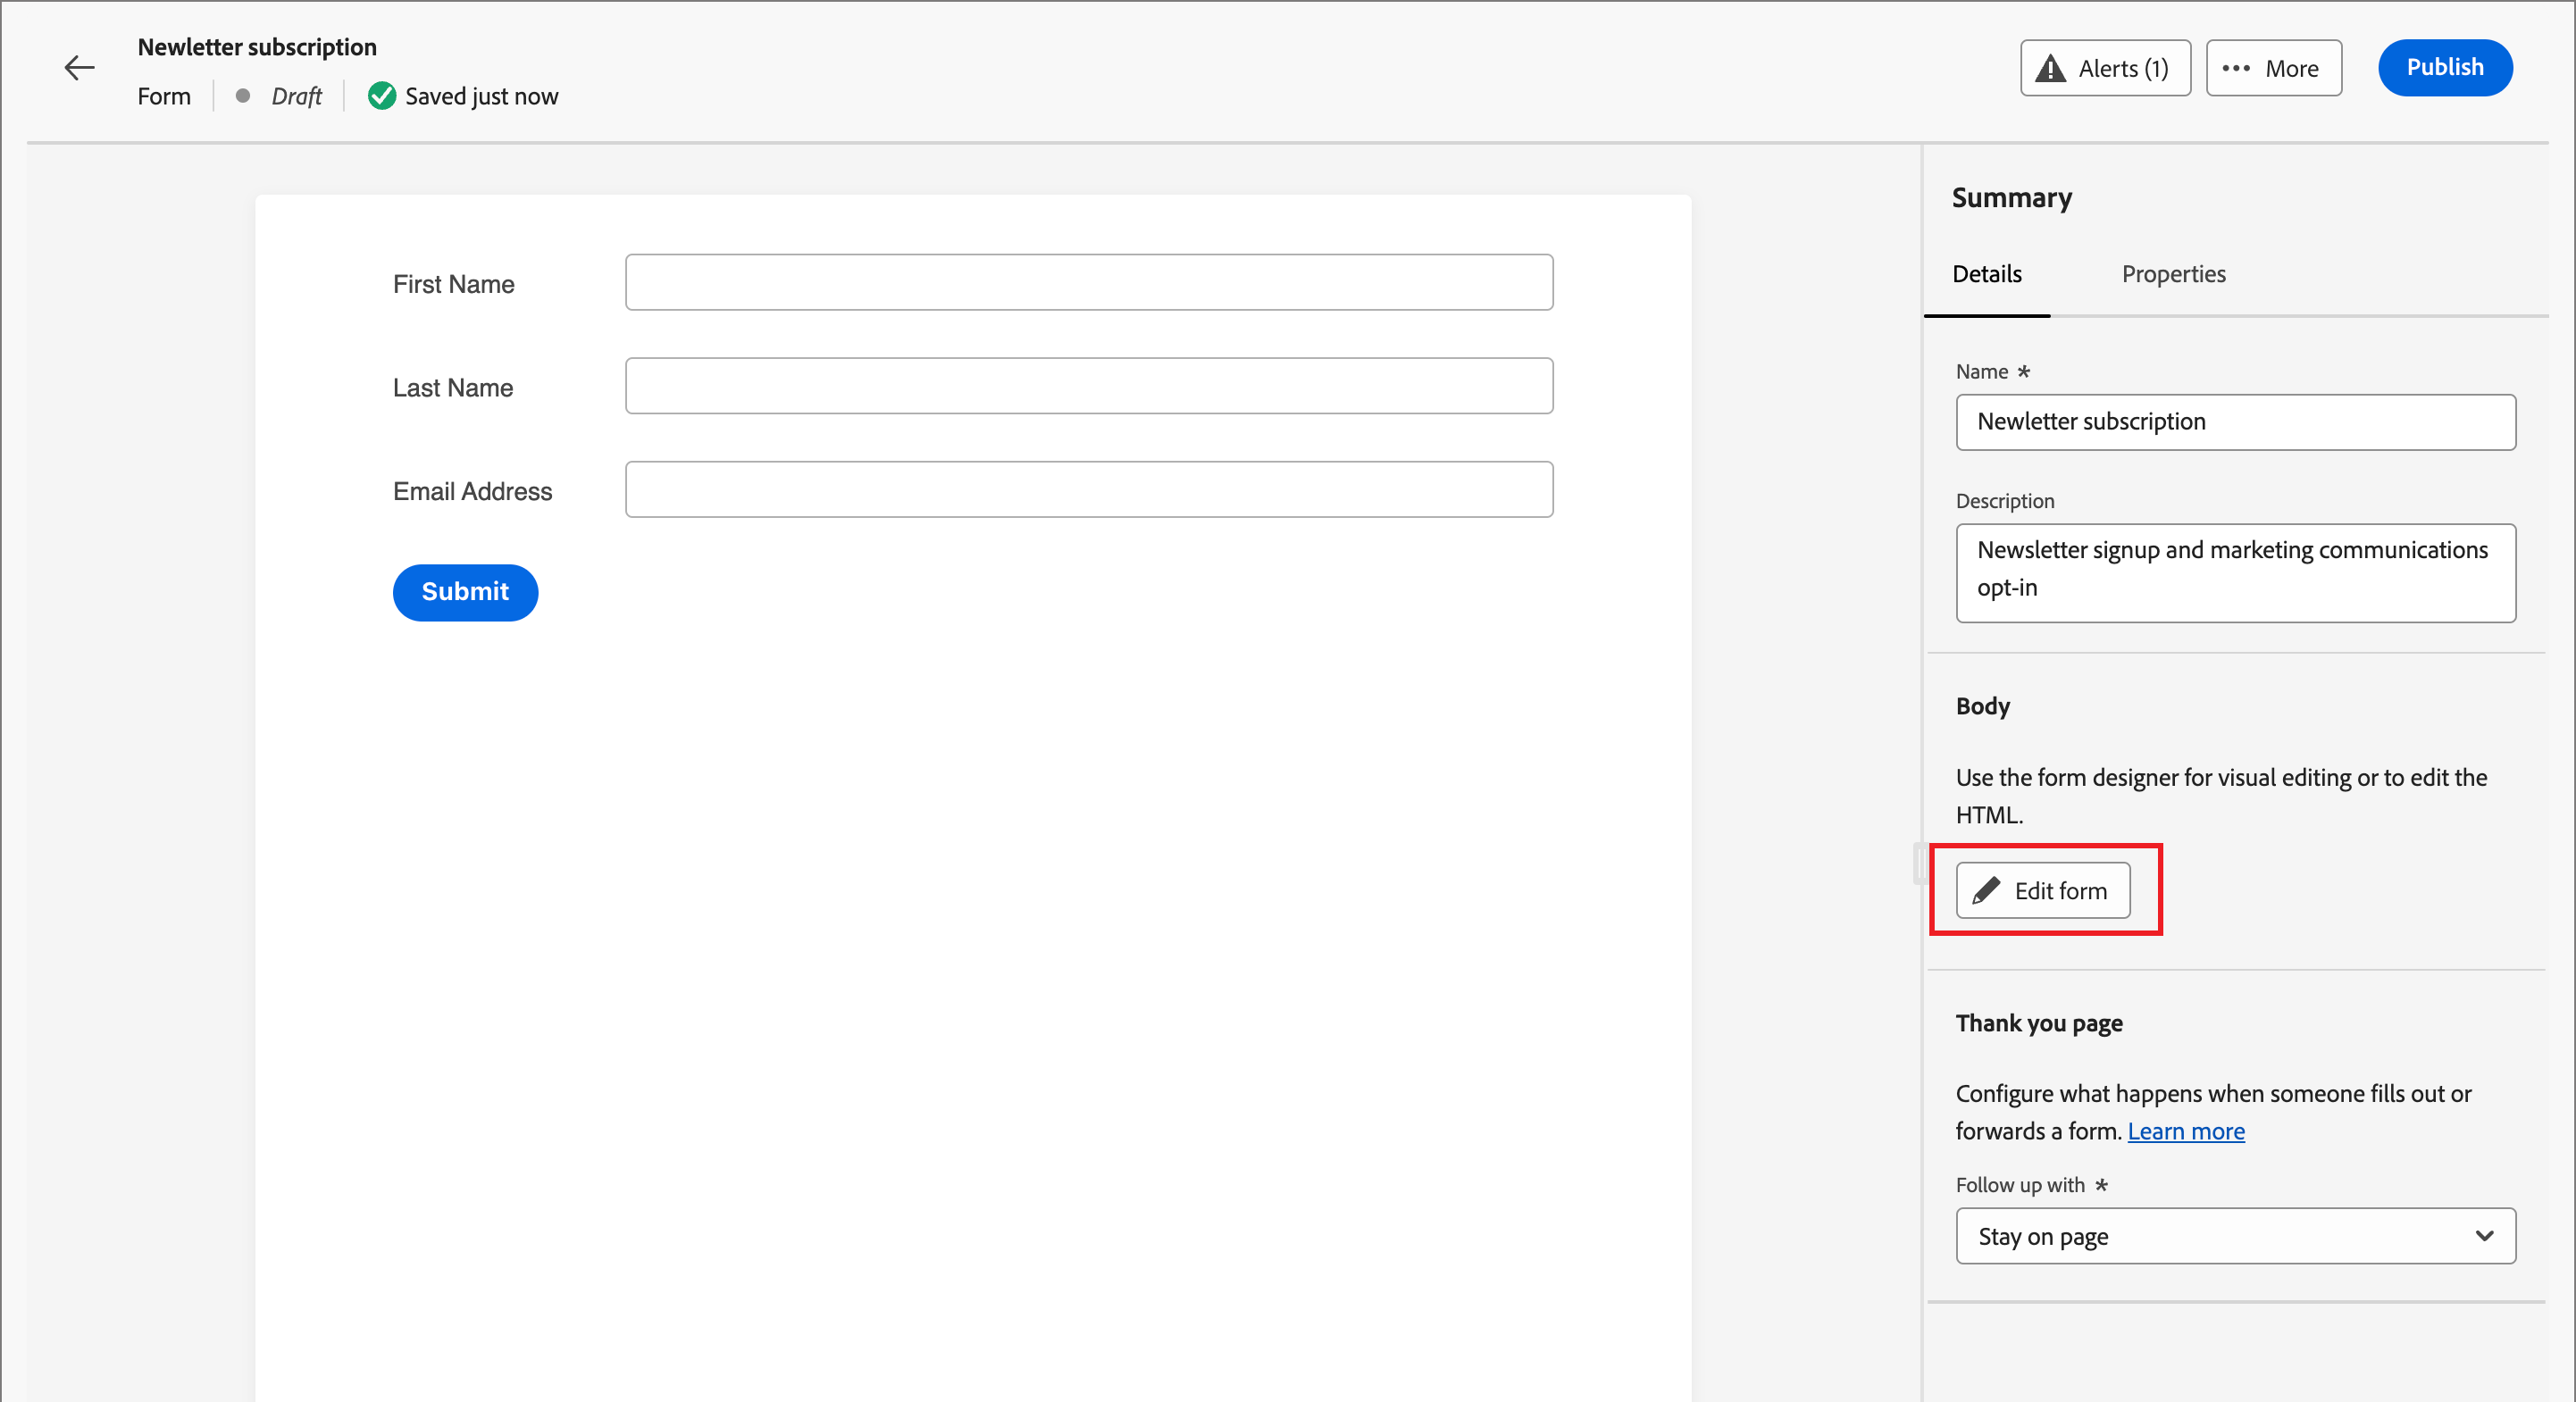 Newletter subscription
Form Draft Saved just now
Alerts (1) More Publish
First Name
Last Name
Email Address
Submit
Summary
Details Properties
Name *
Newletter subscription
Description
Newsletter signup and marketing communications
opt-in
Body
Use the form designer for visual editing or to edit the
HTML.
Edit form
Thank you page
Configure what happens when someone fills out or
forwards a form. Learn more
Follow up with *
Stay on page